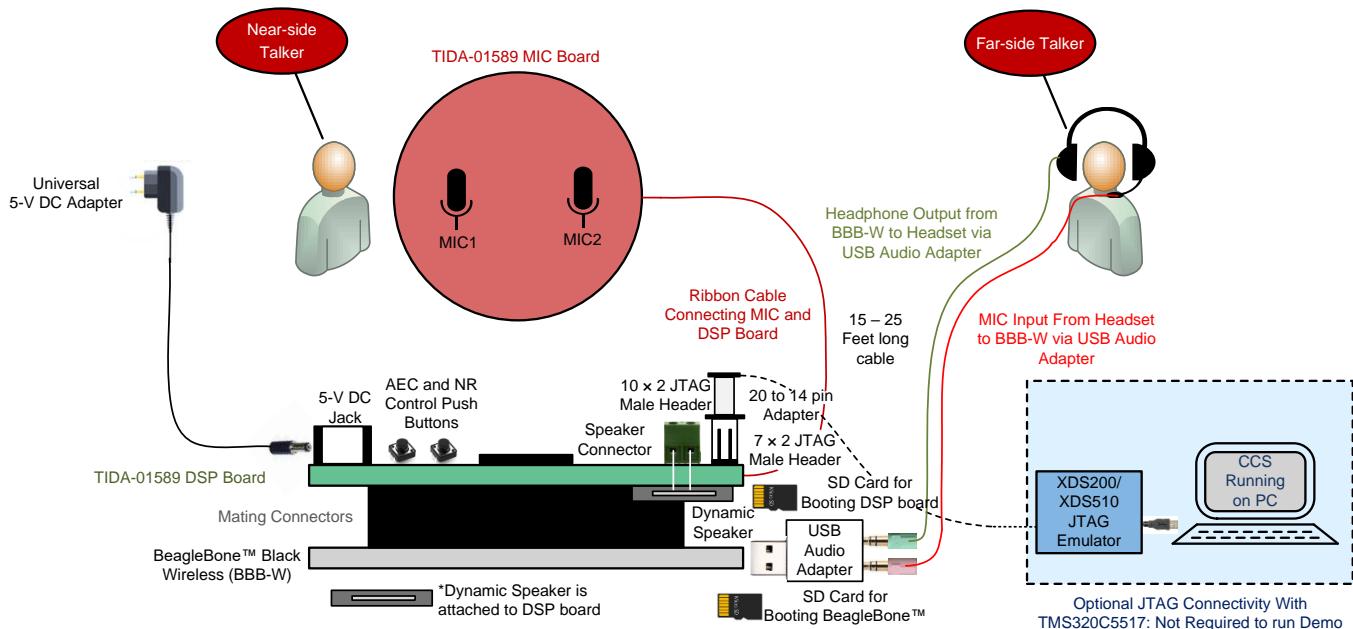 Near-side
Talker
TIDA-01589 MIC Board
Far-side Talker
Universal
5-V DC Adapter
MIC1
MIC2
Headphone Output from
BBB-W to Headset via
USB Audio Adapter
Ribbon Cable
Connecting MIC and
DSP Board
15 – 25
Feet long
cable
MIC Input From Headset
to BBB-W via USB Audio
Adapter
5-V DC
Jack
AEC and NR
Control Push
Buttons
10 × 2 JTAG
Male Header
20 to 14 pin
Adapter
Speaker
Connector
7 × 2 JTAG
Male Header
TIDA-01589 DSP Board
SD Card for
Booting DSP board
XDS200/
XDS510
JTAG
Emulator
CCS
Running
on PC
Mating Connectors
Dynamic
Speaker
USB
Audio
Adapter
BeagleBone™ Black
Wireless (BBB-W)
*Dynamic Speaker is
attached to DSP board
SD Card for
Booting BeagleBone™
Optional JTAG Connectivity With
TMS320C5517: Not Required to run Demo